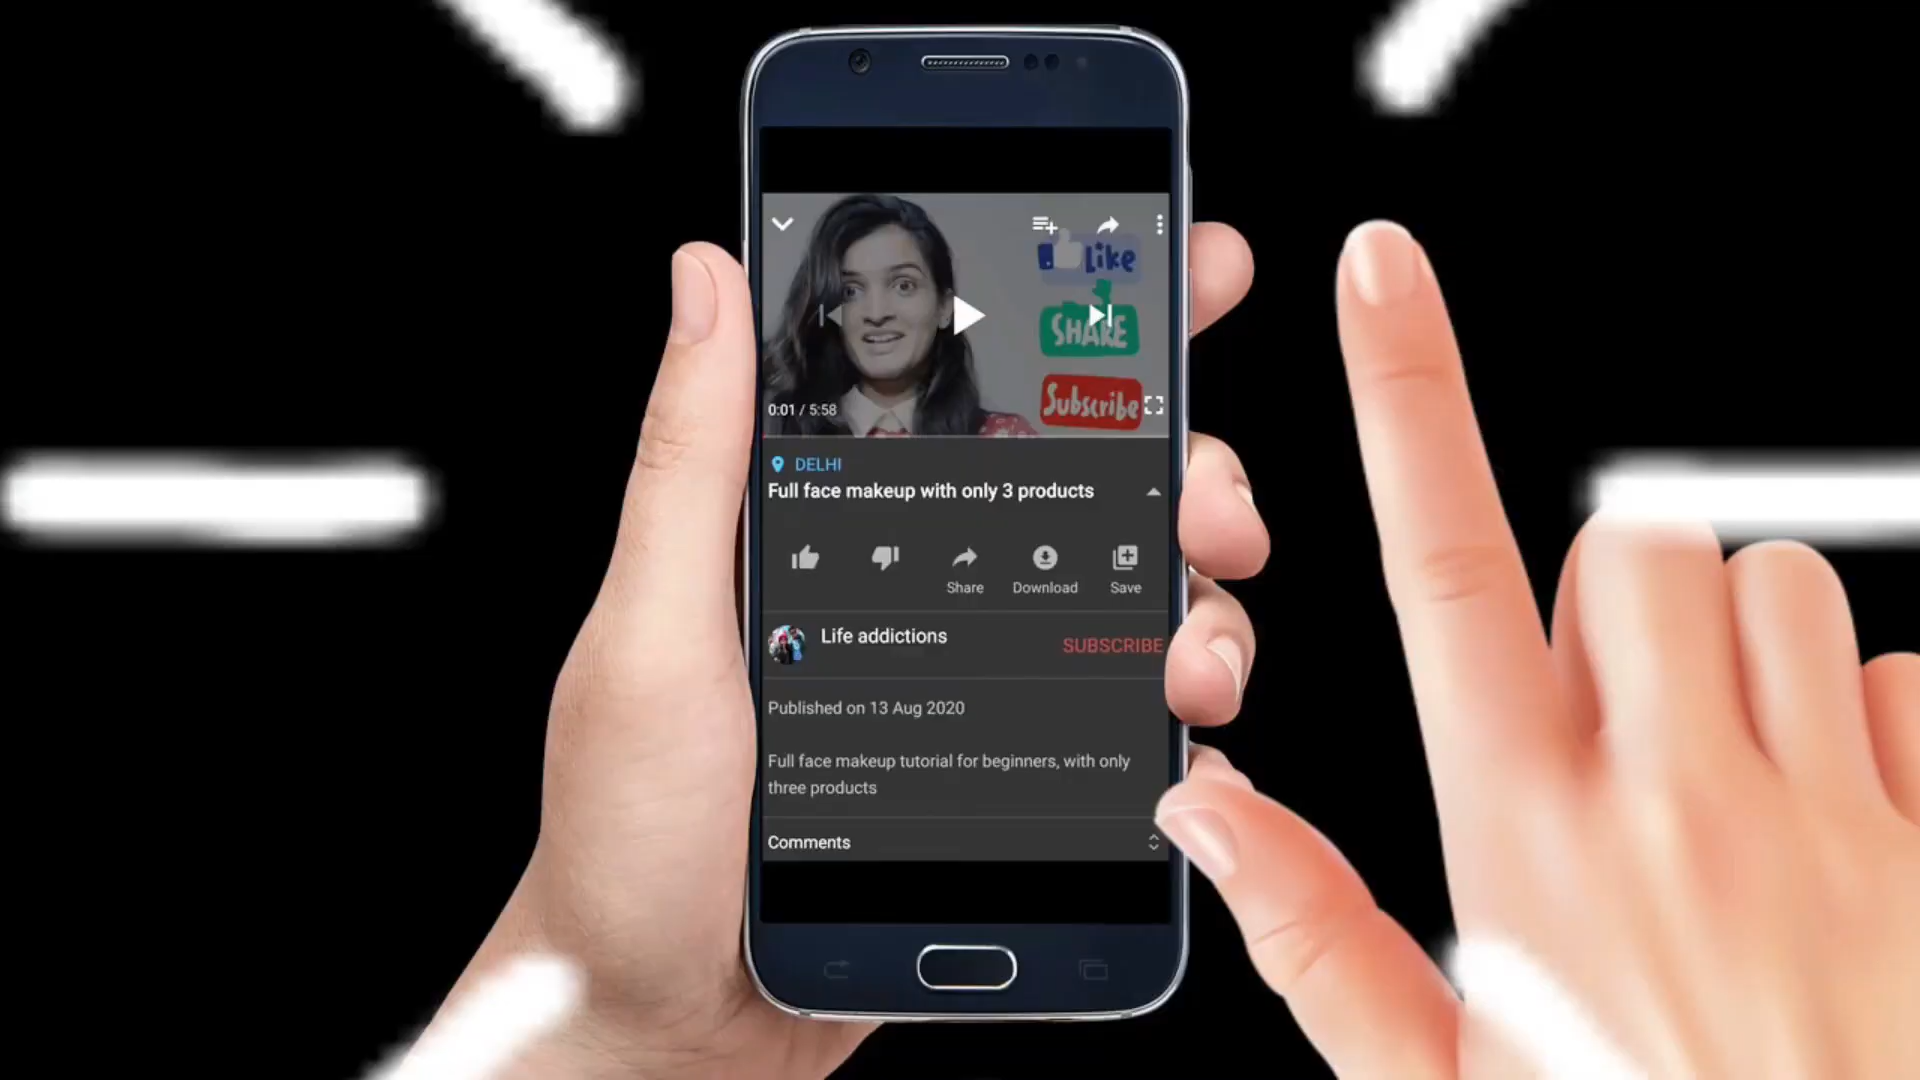 Like
SHARE
Subscribe
0:01 / 5:58
DELHI
Full face makeup with only 3 products
Share
Download
Save
Life addictions
SUBSCRIBE
Published on 13 Aug 2020
Full face makeup tutorial for beginners, with only
three products
Comments